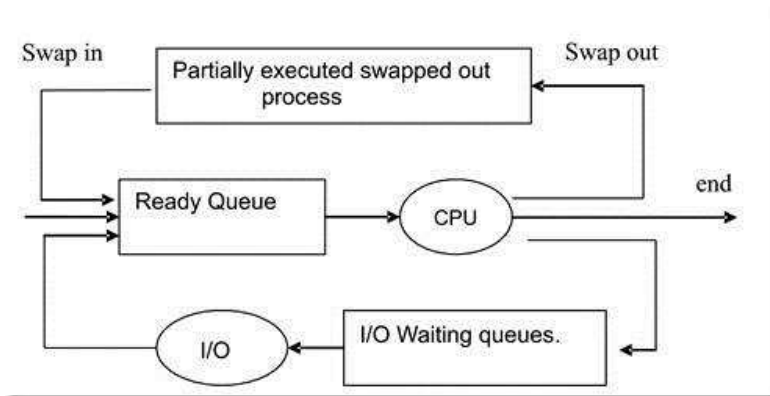 Swap in
Partially executed swapped out
process
Swap out
Ready Queue
CPU
end
I/O
I/O Waiting queues.